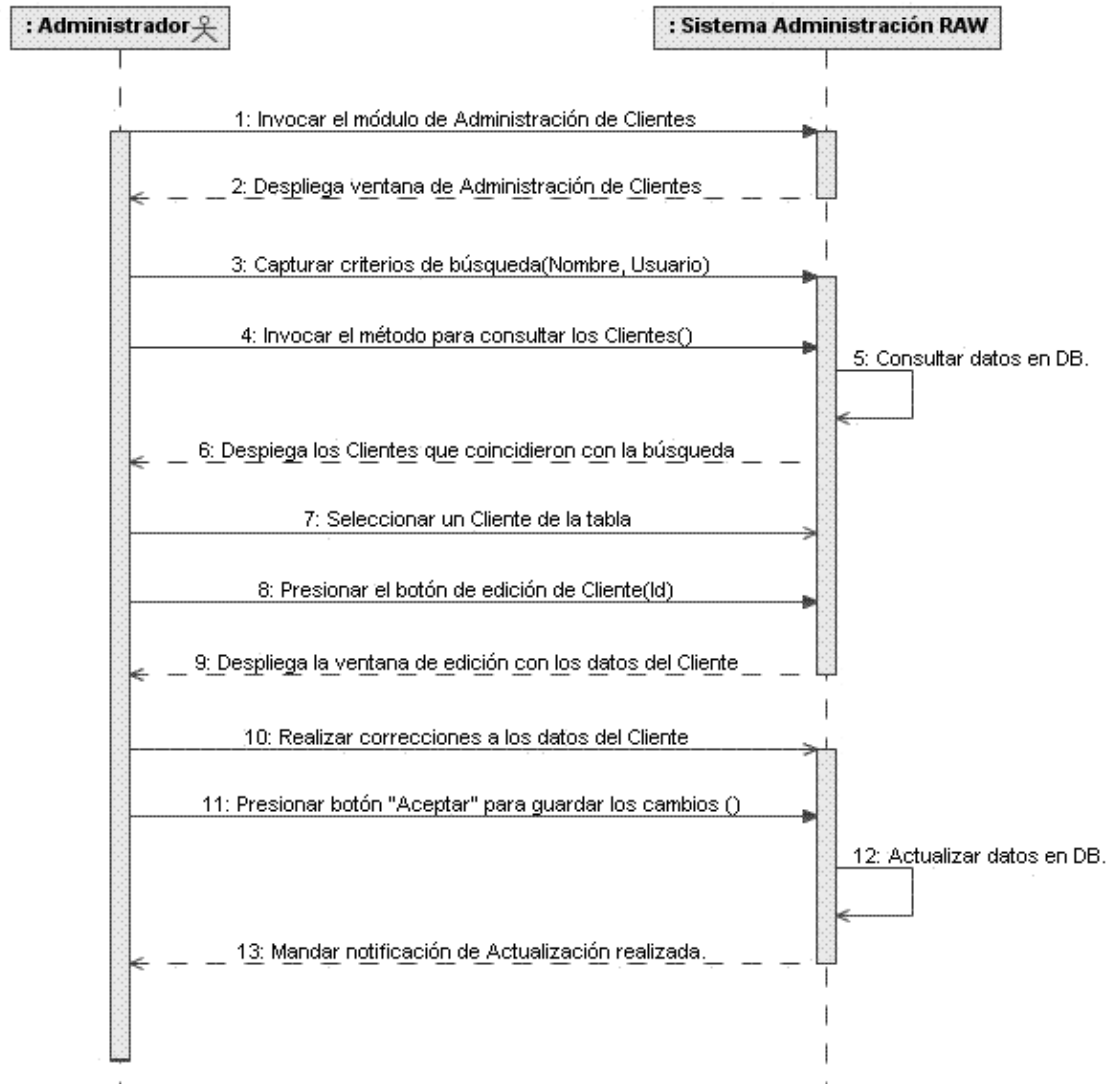 : Administrador
: Sistema Administración RAW
1: Invocar el módulo de Administración de Clientes
2: Despliega ventana de Administración de Clientes
3: Capturar criterios de búsqueda(Nombre, Usuario)
4: Invocar el método para consultar los Clientes()
5: Consultar datos en DB.
6: Despiega los Clientes que coincidieron con la búsqueda
7: Seleccionar un Cliente de la tabla
8: Presionar el botón de edición de Cliente(Id)
9: Despliega la ventana de edición con los datos del Cliente
10: Realizar correcciones a los datos del Cliente
11: Presionar botón "Aceptar" para guardar los cambios ()
12: Actualizar datos en DB.
13: Mandar notificación de Actualización realizada.